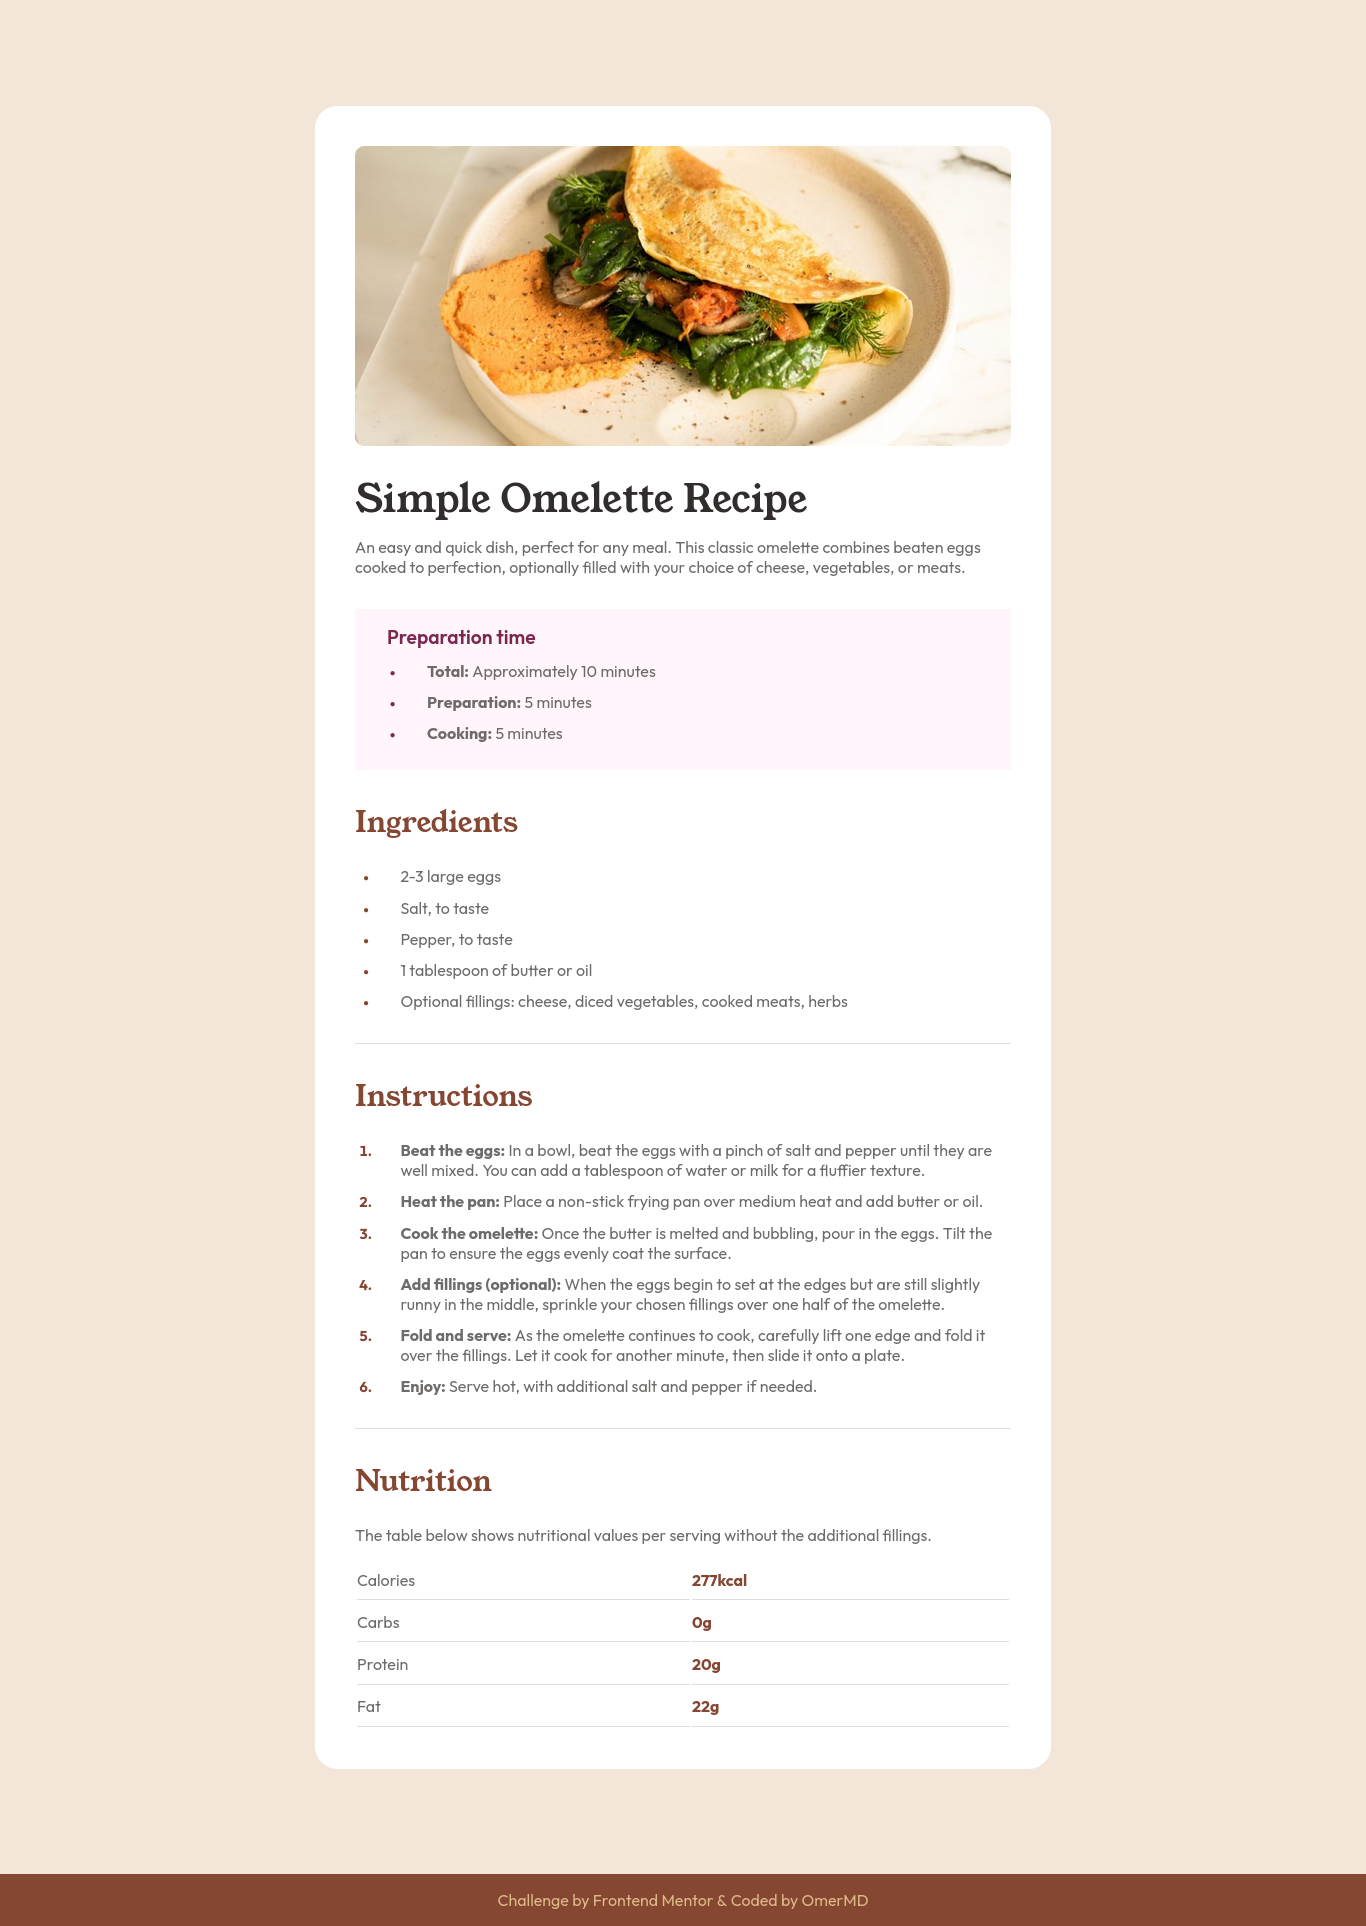 Simple Omelette Recipe
An easy and quick dish, perfect for any meal. This classic omelette combines beaten eggs
cooked to perfection, optionally filled with your choice of cheese, vegetables, or meats.
Preparation time
• Total: Approximately 10 minutes
• Preparation: 5 minutes
• Cooking: 5 minutes
Ingredients
• 2-3 large eggs
• Salt, to taste
• Pepper, to taste
• 1 tablespoon of butter or oil
• Optional fillings: cheese, diced vegetables, cooked meats, herbs
Instructions
1. Beat the eggs: In a bowl, beat the eggs with a pinch of salt and pepper until they are
well mixed. You can add a tablespoon of water or milk for a fluffier texture.
2. Heat the pan: Place a non-stick frying pan over medium heat and add butter or oil.
3. Cook the omelette: Once the butter is melted and bubbling, pour in the eggs. Tilt the
pan to ensure the eggs evenly coat the surface.
4. Add fillings (optional): When the eggs begin to set at the edges but are still slightly
runny in the middle, sprinkle your chosen fillings over one half of the omelette.
5. Fold and serve: As the omelette continues to cook, carefully lift one edge and fold it
over the fillings. Let it cook for another minute, then slide it onto a plate.
6. Enjoy: Serve hot, with additional salt and pepper if needed.
Nutrition
The table below shows nutritional values per serving without the additional fillings.
Calories 277kcal
Carbs 0g
Protein 20g
Fat 22g
Challenge by Frontend Mentor & Coded by OmerMD